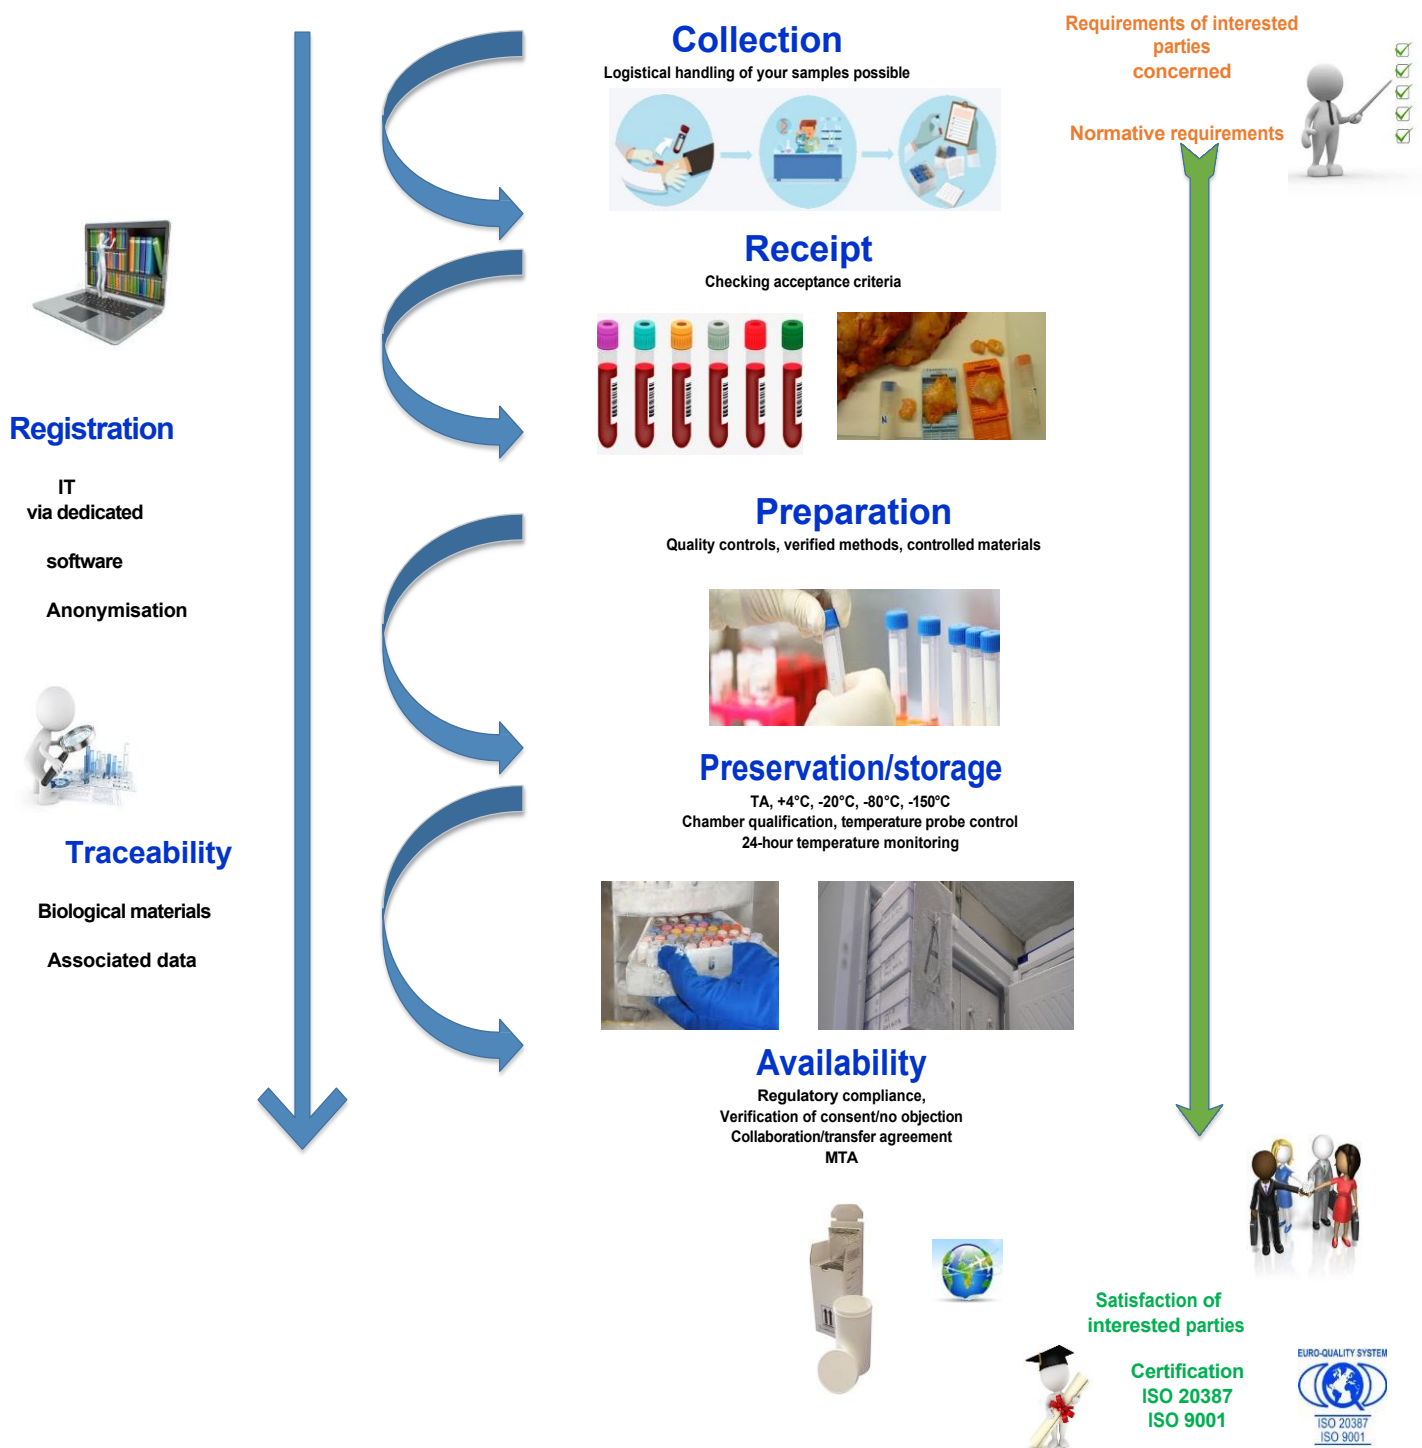 Collection
Logistical handling of your samples possible
Requirements of interested
parties
concerned
Normative requirements
Receipt
Checking acceptance criteria
Registration
IT
via dedicated
software
Anonymisation
Preparation
Quality controls, verified methods, controlled materials
Preservation/storage
TA, +4°C, -20°C, -80°C, -150°C
Chamber qualification, temperature probe control
24-hour temperature monitoring
Traceability
Biological materials
Associated data
Availability
Regulatory compliance,
Verification of consent/no objection
Collaboration/transfer agreement
MTA
Satisfaction of
interested parties
Certification
ISO 20387
ISO 9001
EURO-QUALITY SYSTEM
ISO 20387
ISO 9001